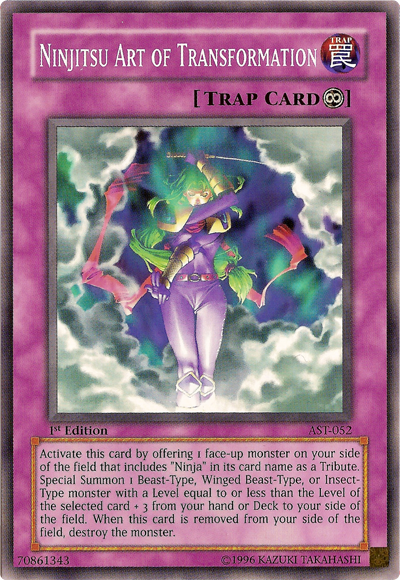 NINJITSU ART OF TRANSFORMATION
TRAP
罠
[TRAP CARD∞]
1st Edition
AST-052
Activate this card by offering 1 face-up monster on your side
of the field that includes "Ninja" in its card name as a Tribute.
Special Summon 1 Beast-Type, Winged Beast-Type, or Insect-
Type monster with a Level equal to or less than the Level of
the selected card + 3 from your hand or Deck to your side of
the field. When this card is removed from your side of the
field, destroy the monster.
70861343
©1996 KAZUKI TAKAHASHI